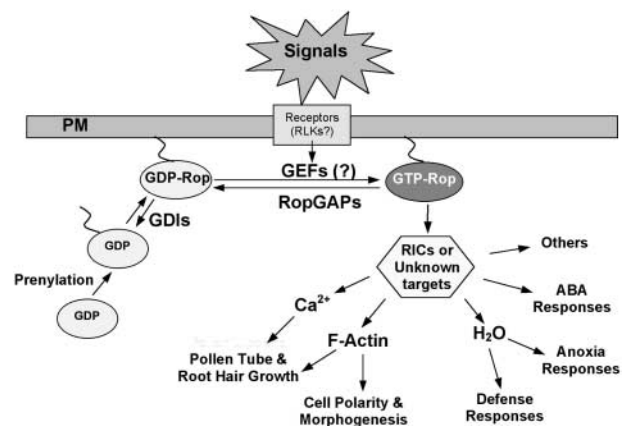 Signals
PM
Receptors
(RLKs?)
GDP-Rop
GEFs (?)
GTP-Rop
RopGAPs
GDIs
GDP
Prenylation
GDP
RICs or
Unknown
targets
Others
ABA
Responses
Ca²⁺
F-Actin
H₂O
Pollen Tube &
Root Hair Growth
Anoxia
Responses
Cell Polarity &
Morphogenesis
Defense
Responses